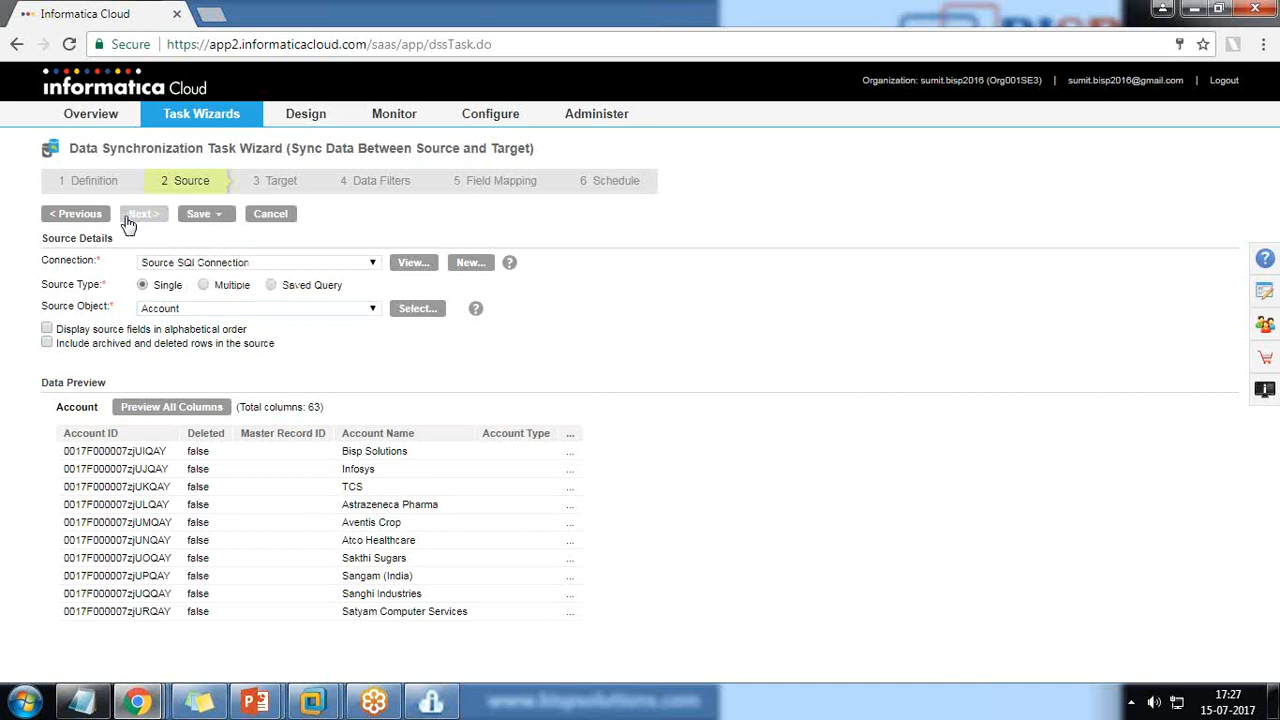 Informatica Cloud
Secure https://app2.informaticacloud.com/saas/app/dssTask.do
informatica Cloud
Organization: sumit.bisp2016 (Org001SE3) | sumit.bisp2016@gmail.com | Logout
Overview Task Wizards Design Monitor Configure Administer
Data Synchronization Task Wizard (Sync Data Between Source and Target)
1 Definition 2 Source 3 Target 4 Data Filters 5 Field Mapping 6 Schedule
< Previous Next > Save Cancel
Source Details
Connection:* Source SQl Connection View... New...
Source Type:* Single Multiple Saved Query
Source Object:* Account Select...
Display source fields in alphabetical order
Include archived and deleted rows in the source
Data Preview
Account Preview All Columns (Total columns: 63)
Account ID Deleted Master Record ID Account Name Account Type ...
0017F000007zjUIQAY false Bisp Solutions ...
0017F000007zjUJQAY false Infosys ...
0017F000007zjUKQAY false TCS ...
0017F000007zjULQAY false Astrazeneca Pharma ...
0017F000007zjUMQAY false Aventis Crop ...
0017F000007zjUNQAY false Atco Healthcare ...
0017F000007zjUOQAY false Sakthi Sugars ...
0017F000007zjUPQAY false Sangam (India) ...
0017F000007zjUQQAY false Sanghi Industries ...
0017F000007zjURQAY false Satyam Computer Services ...
www.bispsolutions.com
17:27
15-07-2017